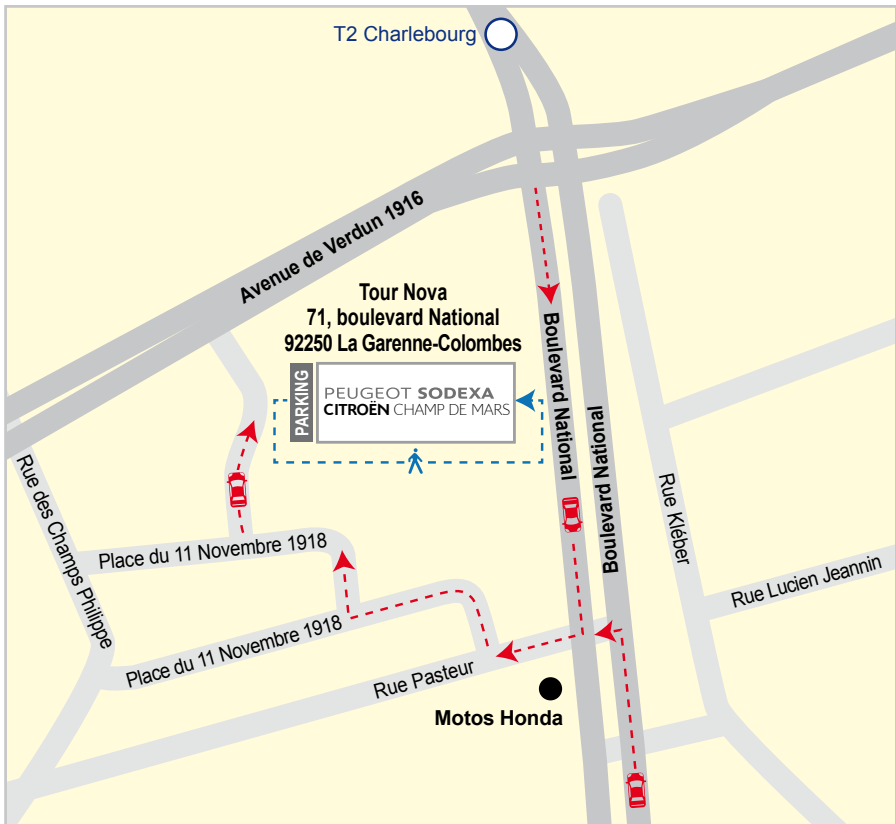 T2 Charlebourg
Avenue de Verdun 1916
Tour Nova
71, boulevard National
92250 La Garenne-Colombes
PARKING
PEUGEOT SODEXA
CITROËN CHAMP DE MARS
Boulevard National
Boulevard National
Rue des Champs Philippe
Rue Kléber
Place du 11 Novembre 1918
Rue Lucien Jeannin
Place du 11 Novembre 1918
Rue Pasteur
Motos Honda